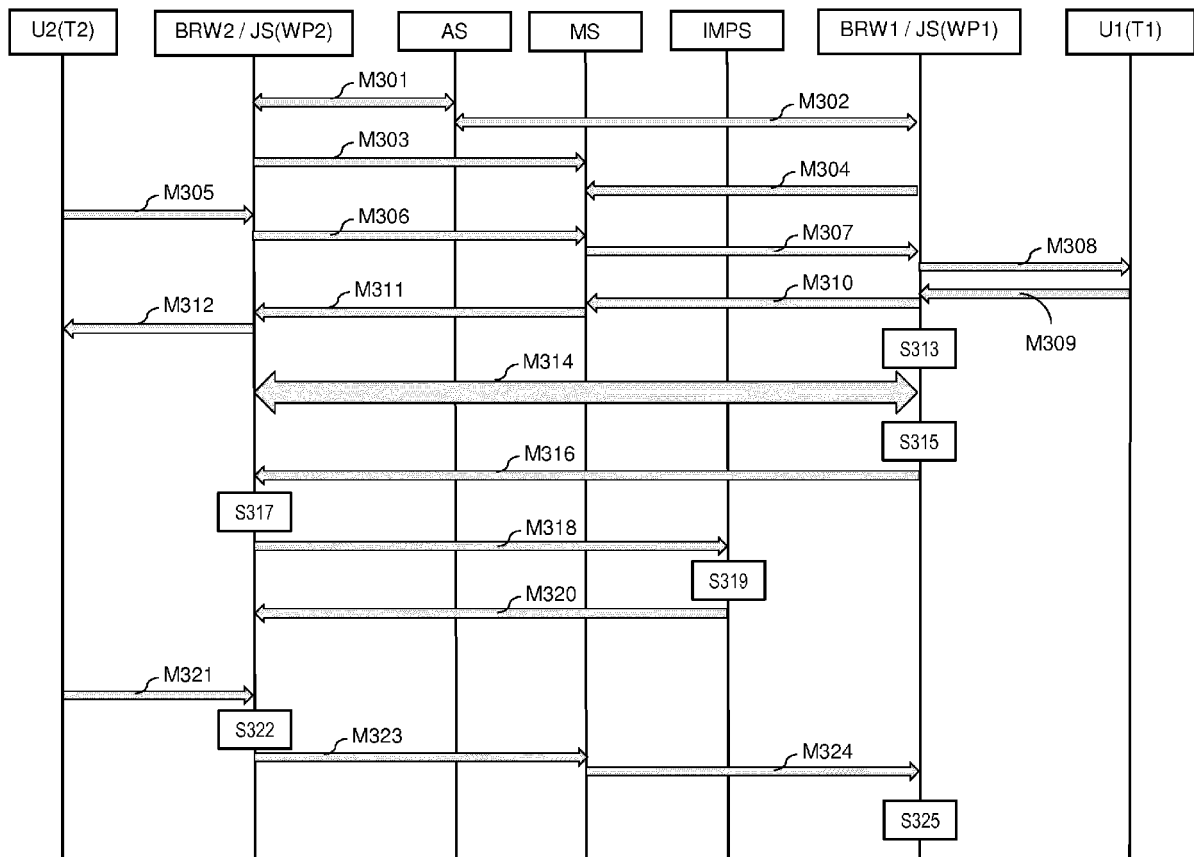 U2(T2)
BRW2 / JS(WP2)
AS
MS
IMPS
BRW1 / JS(WP1)
U1(T1)
M301
M302
M303
M304
M305
M306
M307
M308
M310
M311
M312
M309
S313
M314
S315
M316
S317
M318
S319
M320
M321
S322
M323
M324
S325